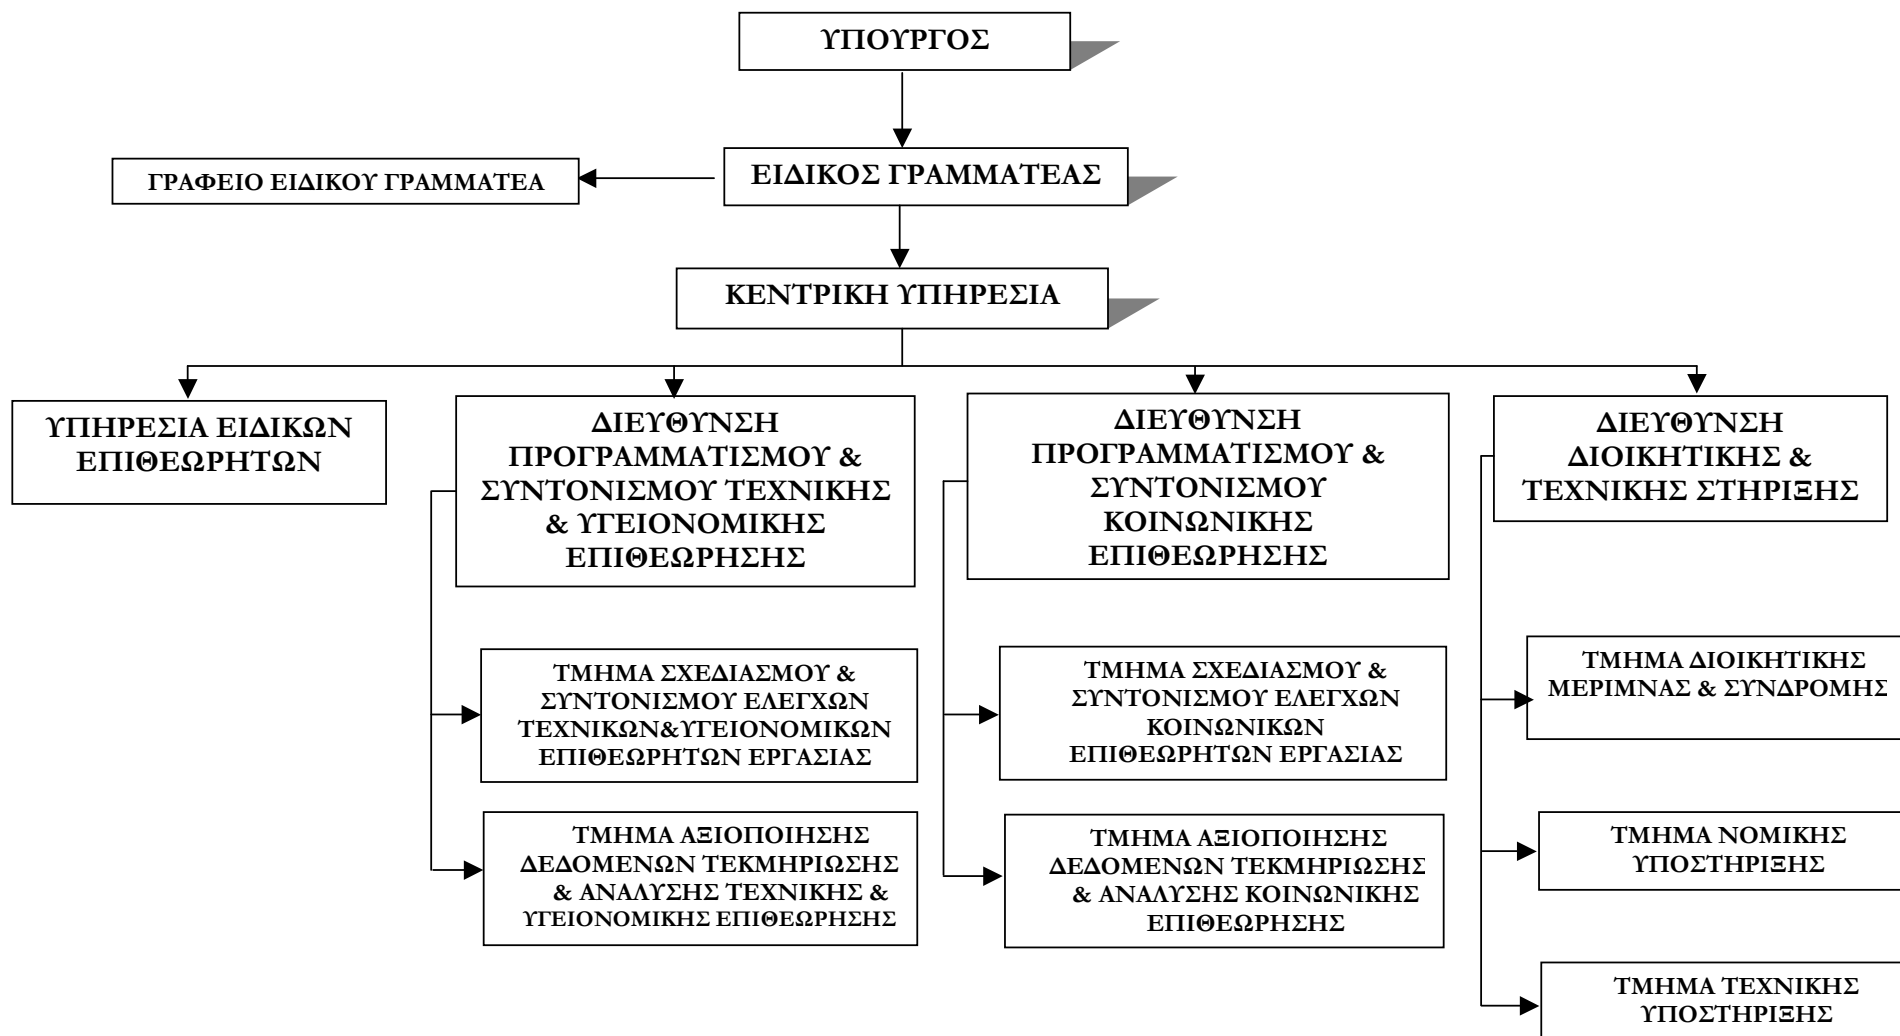 ΥΠΟΥΡΓΟΣ
ΓΡΑΦΕΙΟ ΕΙΔΙΚΟΥ ΓΡΑΜΜΑΤΕΑ
ΕΙΔΙΚΟΣ ΓΡΑΜΜΑΤΕΑΣ
ΚΕΝΤΡΙΚΗ ΥΠΗΡΕΣΙΑ
ΥΠΗΡΕΣΙΑ ΕΙΔΙΚΩΝ
ΕΠΙΘΕΩΡΗΤΩΝ
ΔΙΕΥΘΥΝΣΗ
ΠΡΟΓΡΑΜΜΑΤΙΣΜΟΥ &
ΣΥΝΤΟΝΙΣΜΟΥ ΤΕΧΝΙΚΗΣ
& ΥΓΕΙΟΝΟΜΙΚΗΣ
ΕΠΙΘΕΩΡΗΣΗΣ
ΔΙΕΥΘΥΝΣΗ
ΠΡΟΓΡΑΜΜΑΤΙΣΜΟΥ &
ΣΥΝΤΟΝΙΣΜΟΥ
ΚΟΙΝΩΝΙΚΗΣ
ΕΠΙΘΕΩΡΗΣΗΣ
ΔΙΕΥΘΥΝΣΗ
ΔΙΟΙΚΗΤΙΚΗΣ &
ΤΕΧΝΙΚΗΣ ΣΤΗΡΙΞΗΣ
ΤΜΗΜΑ ΣΧΕΔΙΑΣΜΟΥ &
ΣΥΝΤΟΝΙΣΜΟΥ ΕΛΕΓΧΩΝ
ΤΕΧΝΙΚΩΝ&ΥΓΕΙΟΝΟΜΙΚΩΝ
ΕΠΙΘΕΩΡΗΤΩΝ ΕΡΓΑΣΙΑΣ
ΤΜΗΜΑ ΣΧΕΔΙΑΣΜΟΥ &
ΣΥΝΤΟΝΙΣΜΟΥ ΕΛΕΓΧΩΝ
ΚΟΙΝΩΝΙΚΩΝ
ΕΠΙΘΕΩΡΗΤΩΝ ΕΡΓΑΣΙΑΣ
ΤΜΗΜΑ ΔΙΟΙΚΗΤΙΚΗΣ
ΜΕΡΙΜΝΑΣ & ΣΥΝΔΡΟΜΗΣ
ΤΜΗΜΑ ΑΞΙΟΠΟΙΗΣΗΣ
ΔΕΔΟΜΕΝΩΝ ΤΕΚΜΗΡΙΩΣΗΣ
& ΑΝΑΛΥΣΗΣ ΤΕΧΝΙΚΗΣ &
ΥΓΕΙΟΝΟΜΙΚΗΣ ΕΠΙΘΕΩΡΗΣΗΣ
ΤΜΗΜΑ ΑΞΙΟΠΟΙΗΣΗΣ
ΔΕΔΟΜΕΝΩΝ ΤΕΚΜΗΡΙΩΣΗΣ
& ΑΝΑΛΥΣΗΣ ΚΟΙΝΩΝΙΚΗΣ
ΕΠΙΘΕΩΡΗΣΗΣ
ΤΜΗΜΑ ΝΟΜΙΚΗΣ
ΥΠΟΣΤΗΡΙΞΗΣ
ΤΜΗΜΑ ΤΕΧΝΙΚΗΣ
ΥΠΟΣΤΗΡΙΞΗΣ